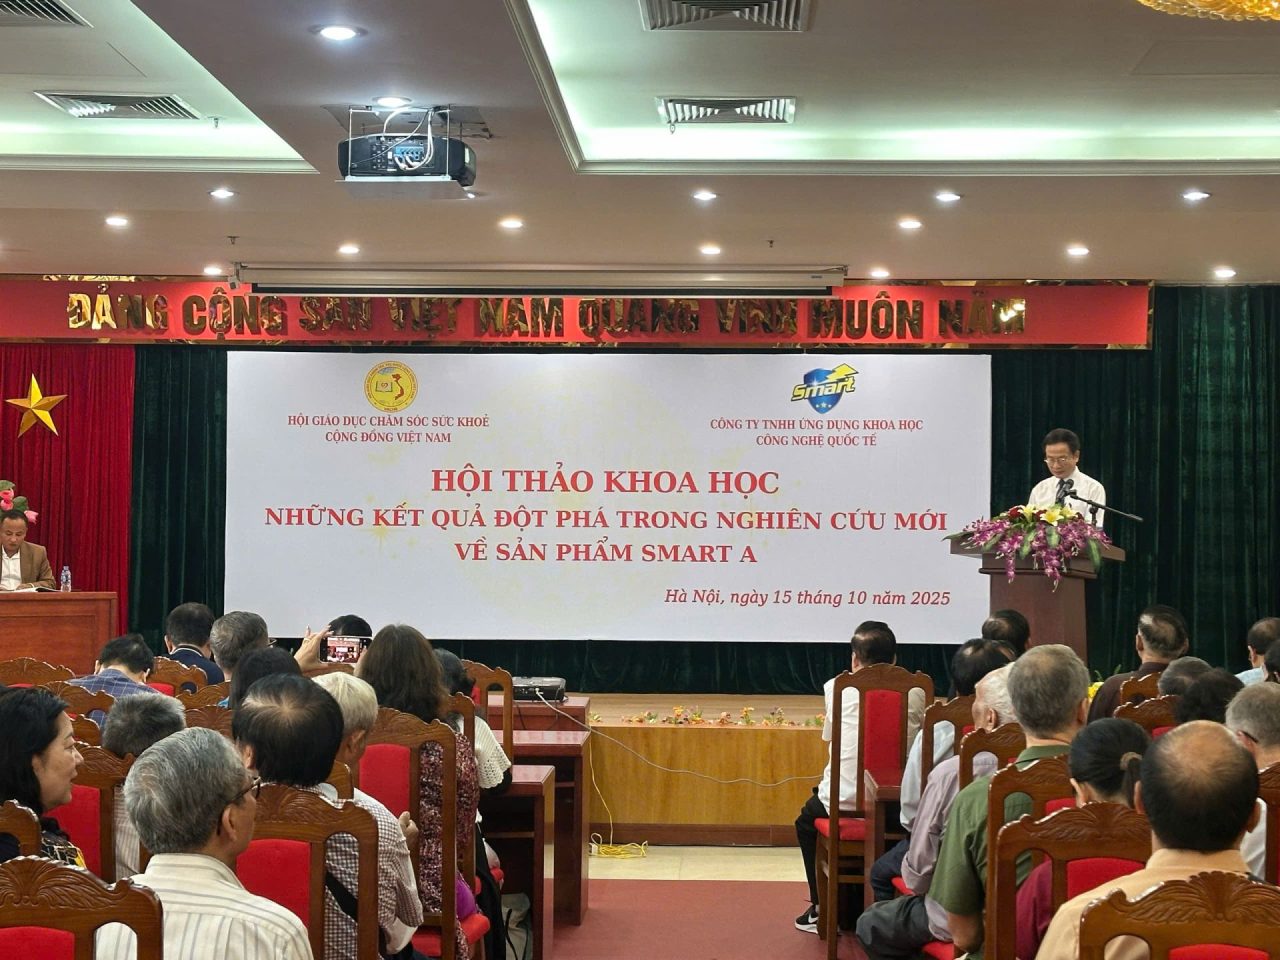 ĐẢNG CỘNG SẢN VIỆT NAM QUANG VINH MUÔN NĂM
HỘI GIÁO DỤC CHĂM SÓC SỨC KHOẺ
CỘNG ĐỒNG VIỆT NAM
smart
CÔNG TY TNHH ỨNG DỤNG KHOA HỌC
CÔNG NGHỆ QUỐC TẾ
HỘI THẢO KHOA HỌC
NHỮNG KẾT QUẢ ĐỘT PHÁ TRONG NGHIÊN CỨU MỚI
VỀ SẢN PHẨM SMART A
Hà Nội, ngày 15 tháng 10 năm 2025